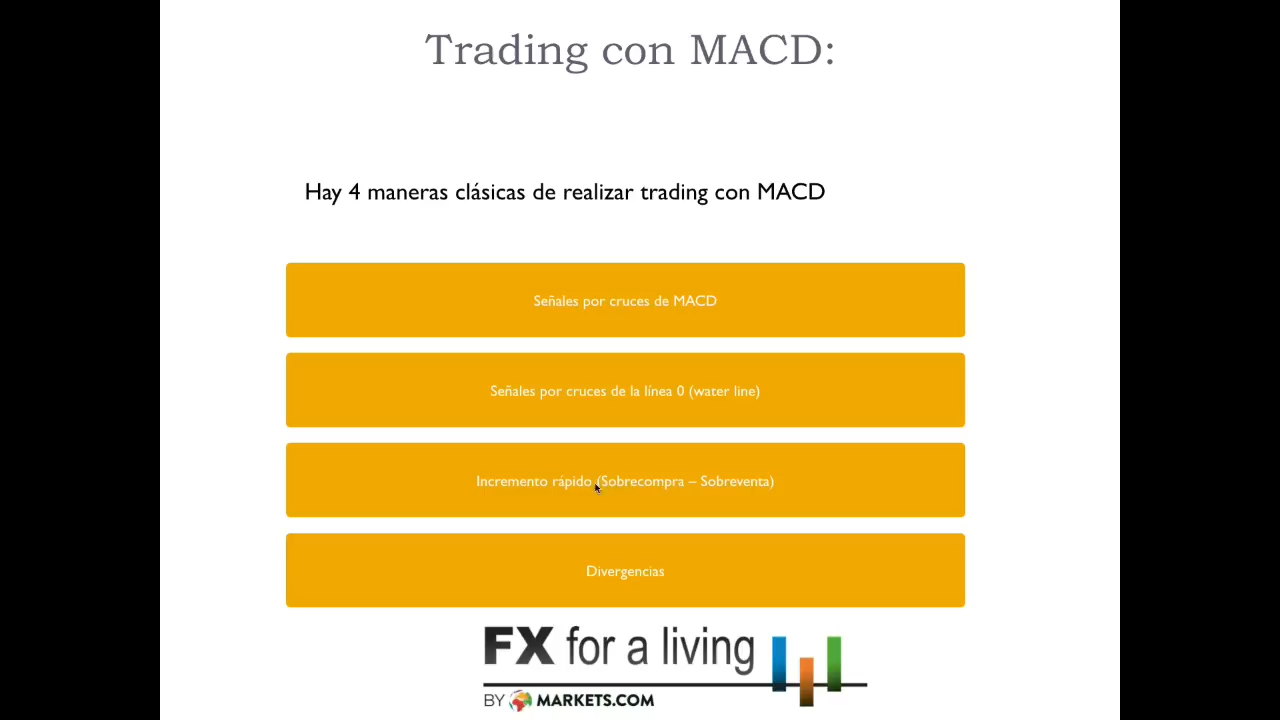 Trading con MACD:
Hay 4 maneras clásicas de realizar trading con MACD
Señales por cruces de MACD
Señales por cruces de la línea 0 (water line)
Incremento rápido (Sobrecompra – Sobreventa)
Divergencias
FX for a living
BY MARKETS.COM